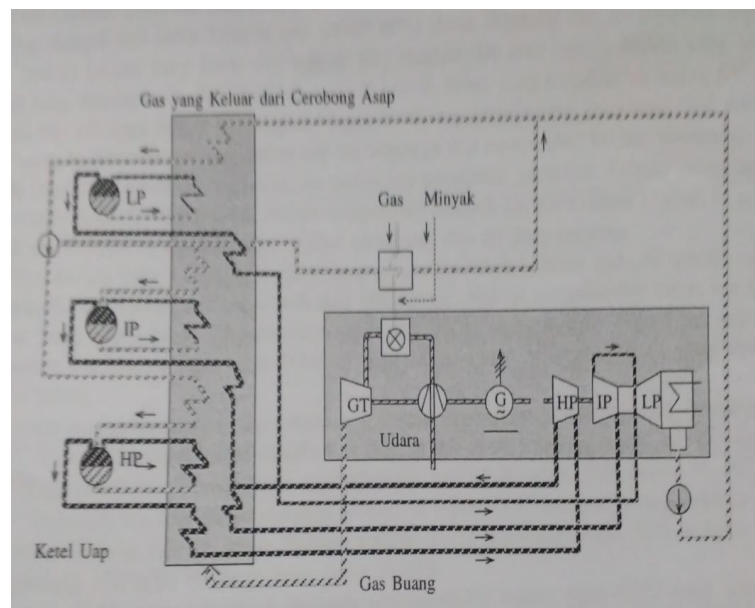 Gas yang Keluar dari Cerobong Asap
LP
Gas Minyak
IP
GT
G
~
HP IP LP
Udara
HP
Ketel Uap
Gas Buang